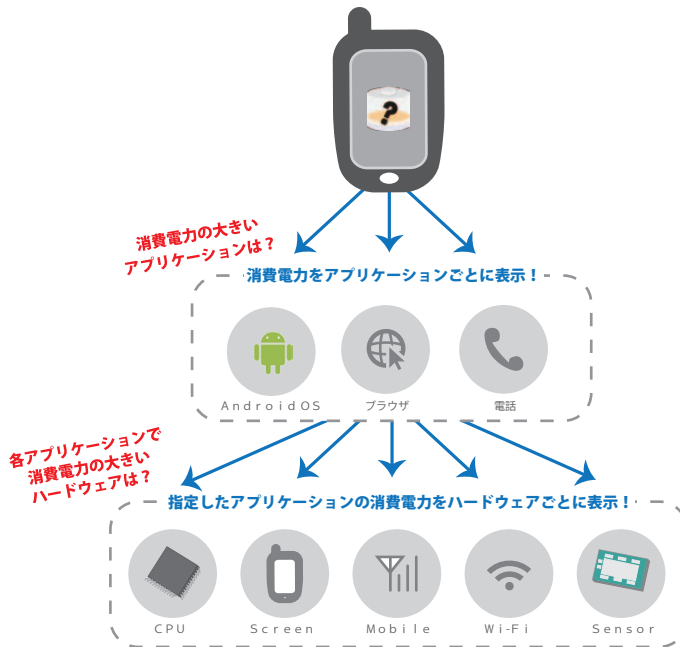 ?
消費電力の大きい
アプリケーションは？
消費電力をアプリケーションごとに表示！
AndroidOS
ブラウザ
電話
各アプリケーションで
消費電力の大きい
ハードウェアは？
指定したアプリケーションの消費電力をハードウェアごとに表示！
CPU
Screen
Mobile
Wi-Fi
Sensor